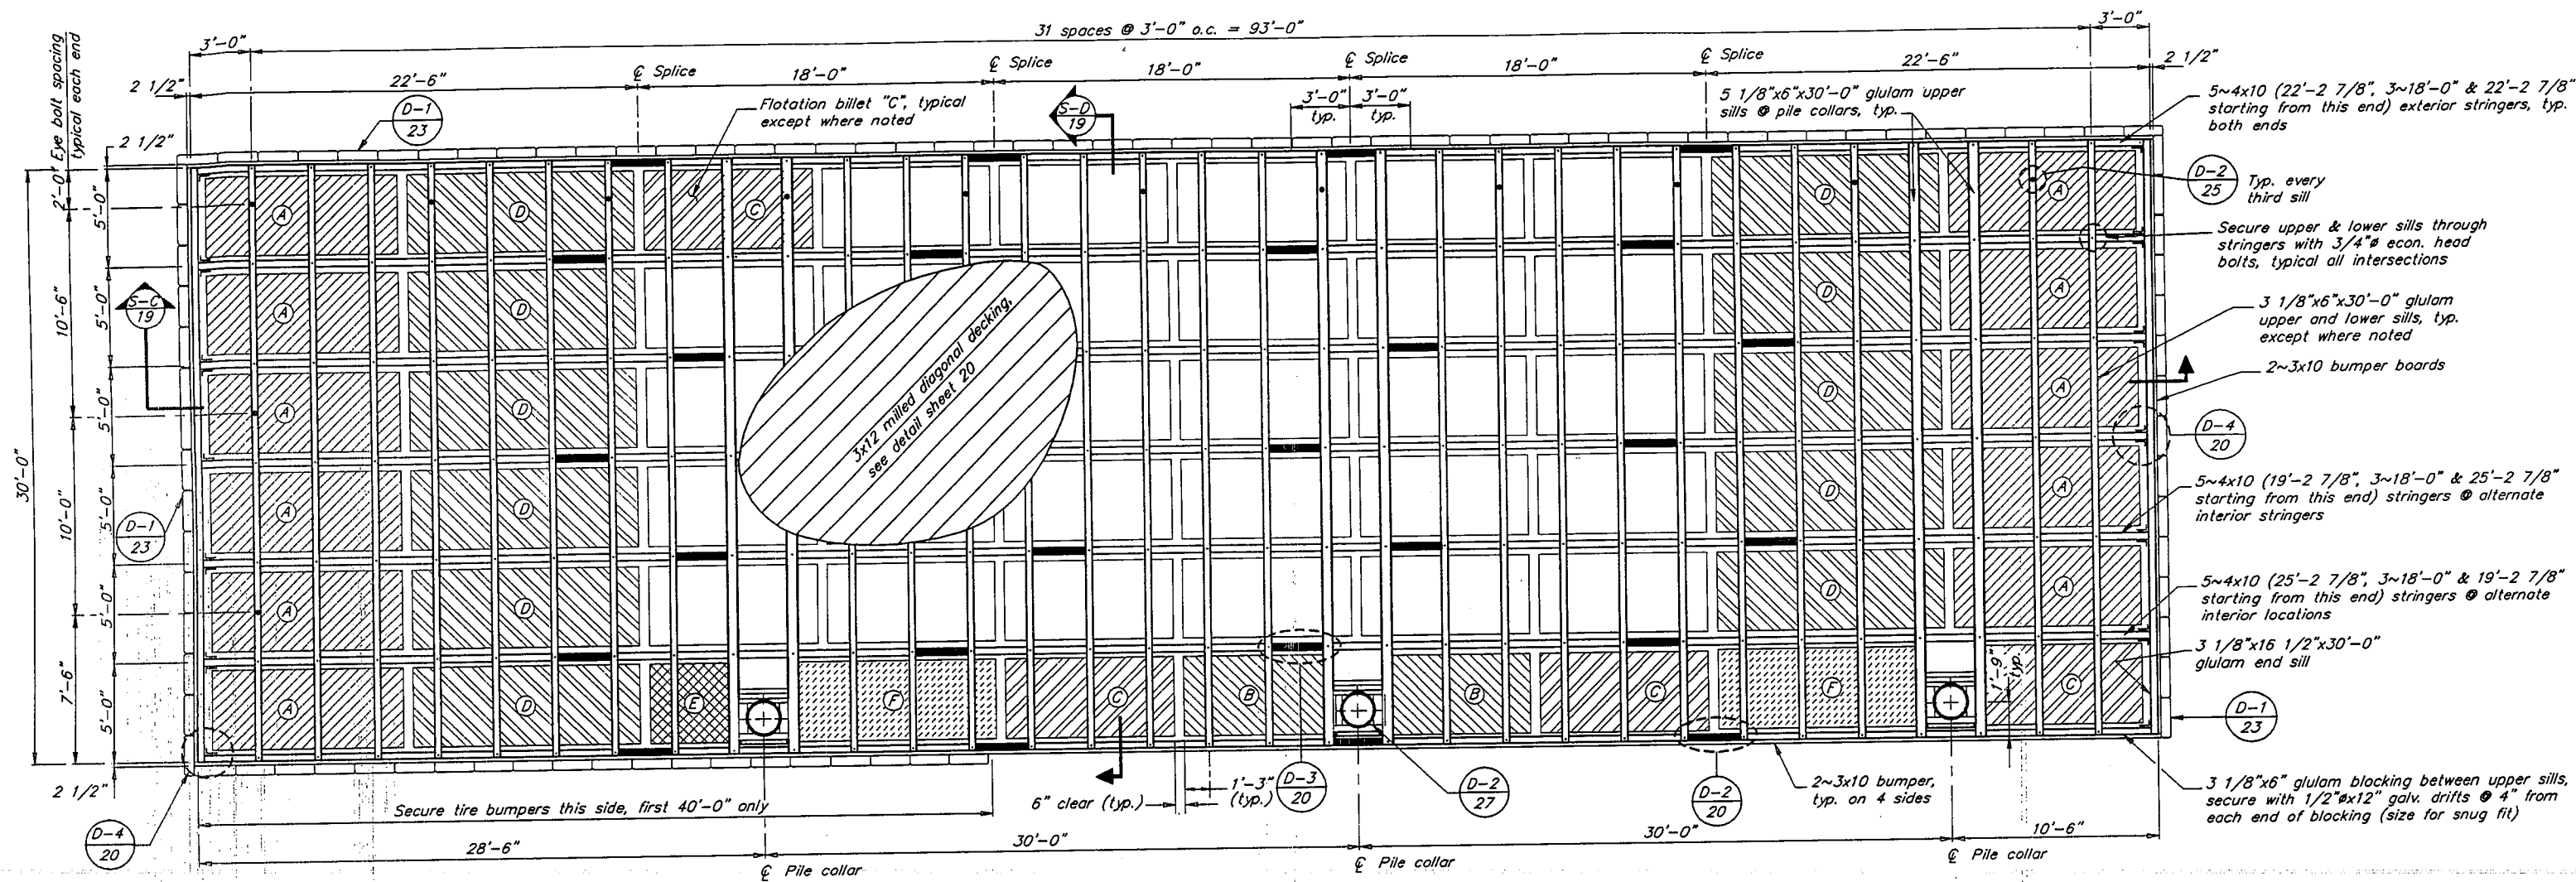 31 spaces @ 3'-0" o.c. = 93'-0"
3'-0"
3'-0"
Eye bolt spacing
typical each end
2 1/2"
22'-6"
℄ Splice
18'-0"
℄ Splice
18'-0"
℄ Splice
18'-0"
℄ Splice
22'-6"
2 1/2"
D-1
23
Flotation billet "C", typical
except where noted
S-D
19
3'-0"
typ.
3'-0"
typ.
5 1/8"x6"x30'-0" glulam upper
sills @ pile collars, typ.
5~4x10 (22'-2 7/8", 3~18'-0" & 22'-2 7/8"
starting from this end) exterior stringers, typ.
both ends
2 1/2"
2'-0"
5'-0"
D-2
25
Typ. every
third sill
A
D
C
D
A
Secure upper & lower sills through
stringers with 3/4"ø econ. head
bolts, typical all intersections
10'-6"
5'-0"
S-C
19
A
D
D
A
3x12 milled diagonal decking,
see detail sheet 20
3 1/8"x6"x30'-0" glulam
upper and lower sills, typ.
except where noted
2~3x10 bumper boards
30'-0"
5'-0"
A
D
D
A
D-4
20
10'-0"
5'-0"
D-1
23
A
D
D
A
5~4x10 (19'-2 7/8", 3~18'-0" & 25'-2 7/8"
starting from this end) stringers @ alternate
interior stringers
5'-0"
A
D
D
A
5~4x10 (25'-2 7/8", 3~18'-0" & 19'-2 7/8"
starting from this end) stringers @ alternate
interior locations
7'-6"
5'-0"
A
D
E
F
C
B
B
C
F
1'-9"
typ.
C
3 1/8"x16 1/2"x30'-0"
glulam end sill
D-1
23
2 1/2"
D-4
20
Secure tire bumpers this side, first 40'-0" only
6" clear (typ.)
1'-3"
(typ.)
D-3
20
D-2
27
D-2
20
2~3x10 bumper,
typ. on 4 sides
3 1/8"x6" glulam blocking between upper sills,
secure with 1/2"øx12" galv. drifts @ 4" from
each end of blocking (size for snug fit)
28'-6"
℄ Pile collar
30'-0"
℄ Pile collar
30'-0"
℄ Pile collar
10'-6"